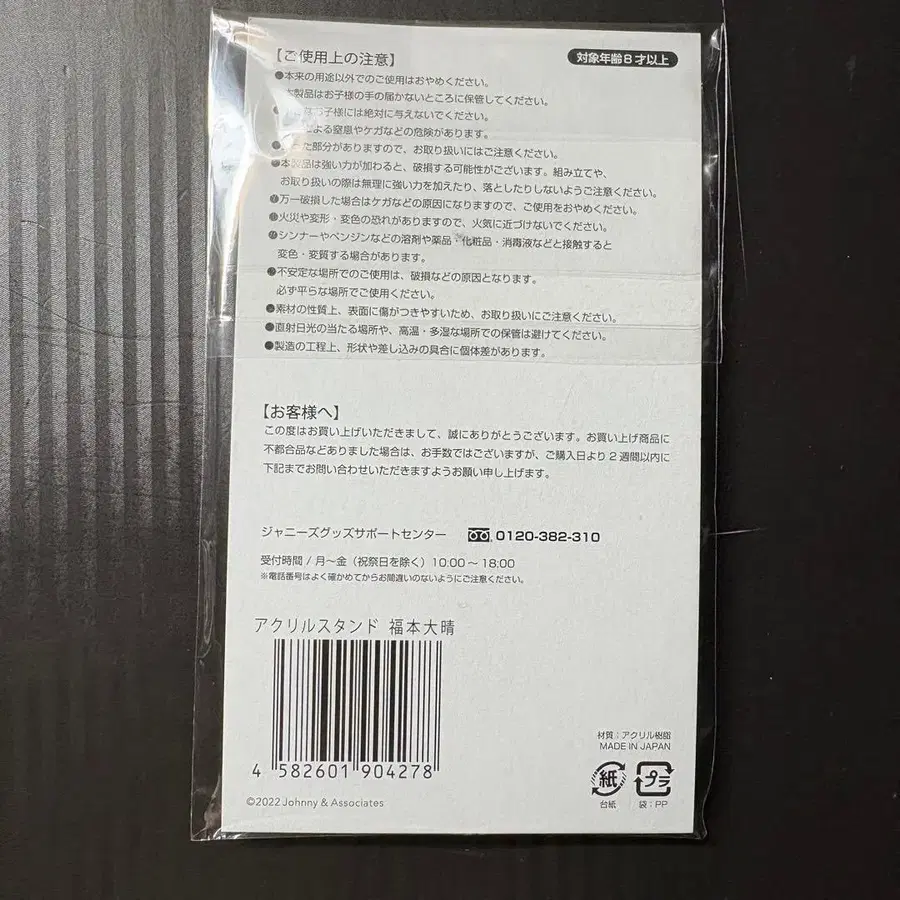 【ご使用上の注意】
対象年齢8才以上
●本来の用途以外でのご使用はおやめください。
本製品はお子様の手の届かないところに保管してください。
お子様には絶対に与えないでください。
による窒息やケガなどの危険があります。
た部分がありますので、お取り扱いにはご注意ください。
●本製品は強い力が加わると、破損する可能性がございます。組み立てや、
お取り扱いの際は無理に強い力を加えたり、落としたりしないようご注意ください。
●万一破損した場合はケガなどの原因になりますので、ご使用をおやめください。
●火災や変形・変色の恐れがありますので、火気に近づけないでください。
●シンナーやベンジンなどの溶剤や薬品・化粧品・消毒液などと接触すると
変色・変質する場合があります。
●不安定な場所でのご使用は、破損などの原因となります。
必ず平らな場所でご使用ください。
●素材の性質上、表面に傷がつきやすいため、お取り扱いにご注意ください。
●直射日光の当たる場所や、高温・多湿な場所での保管は避けてください。
●製造の工程上、形状や差し込みの具合に個体差があります。
【お客様へ】
この度はお買い上げいただきまして、誠にありがとうございます。お買い上げ商品に
不都合品などありました場合は、お手数ではございますが、ご購入日より2週間以内に
下記までお問い合わせいただきますようお願い申し上げます。
ジャニーズグッズサポートセンター 0120-382-310
受付時間 / 月～金（祝祭日を除く）10:00～18:00
※電話番号はよく確かめてからお間違いのないようにご注意ください。
アクリルスタンド 福本大晴
4 582601 904278
©2022 Johnny & Associates
材質：アクリル樹脂
MADE IN JAPAN
紙 プラ
台紙 袋：PP